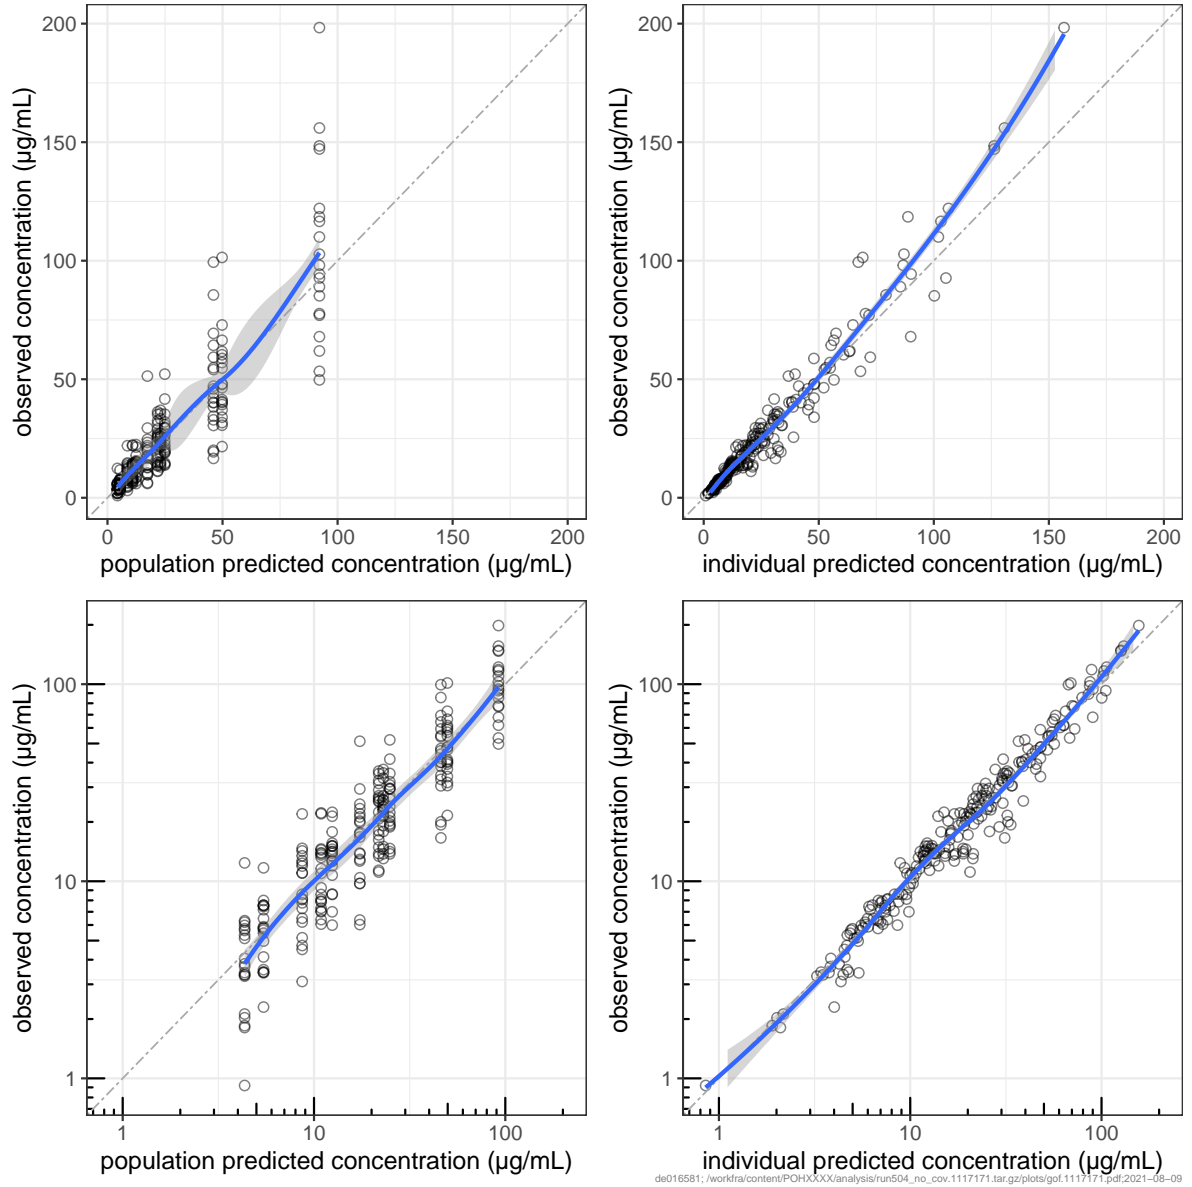 200
150
100
50
0
observed concentration (µg/mL)
0 50 100 150 200
population predicted concentration (µg/mL)
200
150
100
50
0
observed concentration (µg/mL)
0 50 100 150 200
individual predicted concentration (µg/mL)
100
10
1
observed concentration (µg/mL)
1 10 100
population predicted concentration (µg/mL)
100
10
1
observed concentration (µg/mL)
1 10 100
individual predicted concentration (µg/mL)
de016581; /workfra/content/POHXXXX/analysis/run504_no_cov.1117171.tar.gz/plots/gof.1117171.pdf;2021−08−09